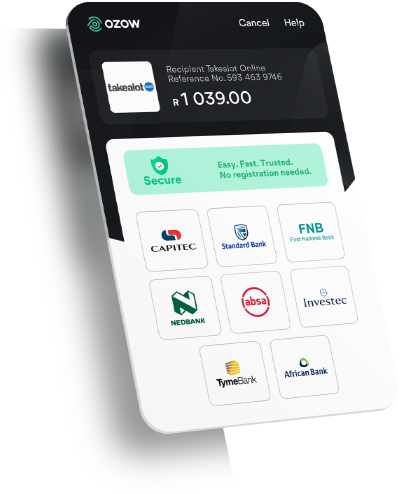 OZOW
Cancel Help
takealot
Recipient Takealot Online
Reference No. 593 463 9746
R 1 039.00
Secure
Easy. Fast. Trusted.
No registration needed.
CAPITEC
Standard Bank
FNB
First National Bank
NEDBANK
absa
Investec
TymeBank
African Bank